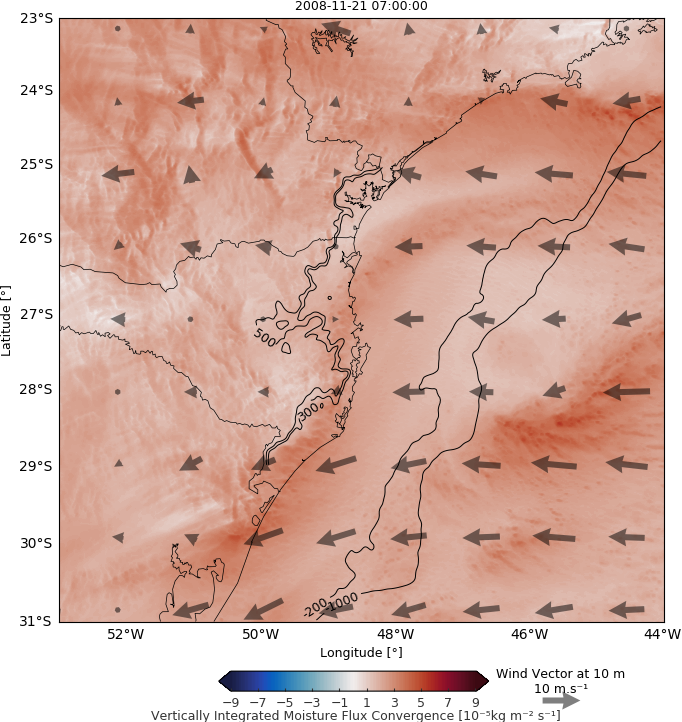 2008-11-21 07:00:00
23°S
24°S
25°S
26°S
27°S
28°S
29°S
30°S
31°S
Latitude [°]
500
300
-200
-1000
52°W 50°W 48°W 46°W 44°W
Longitude [°]
−9 −7 −5 −3 −1 1 3 5 7 9
Wind Vector at 10 m
10 m.s⁻¹
Vertically Integrated Moisture Flux Convergence [10⁻⁵kg m⁻² s⁻¹]